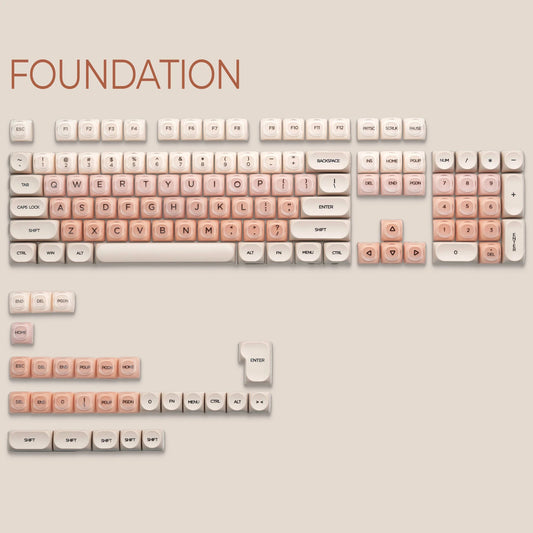 FOUNDATION
ESC F1 F2 F3 F4 F5 F6 F7 F8 F9 F10 F11 F12 PRTSC SCRLK PAUSE
~ ! @ # $ % ^ & * ( ) BACKSPACE INS HOME PGUP NUM / * −
1 2 3 4 5 6 7 8 9 0
TAB Q W E R T Y U I O P DEL END PGDN 7 8 9 +
CAPS LOCK A S D F G H J K L ENTER 4 5 6
SHIFT Z X C V B N M SHIFT 1 2 3 ENTER
CTRL WIN ALT ALT FN MENU CTRL 0 DEL
END DEL PGDN
HOME
ESC DEL END PGUP PGDN HOME ENTER
DEL END PGUP PGDN 0 FN MENU CTRL ALT
SHIFT SHIFT SHIFT SHIFT SHIFT